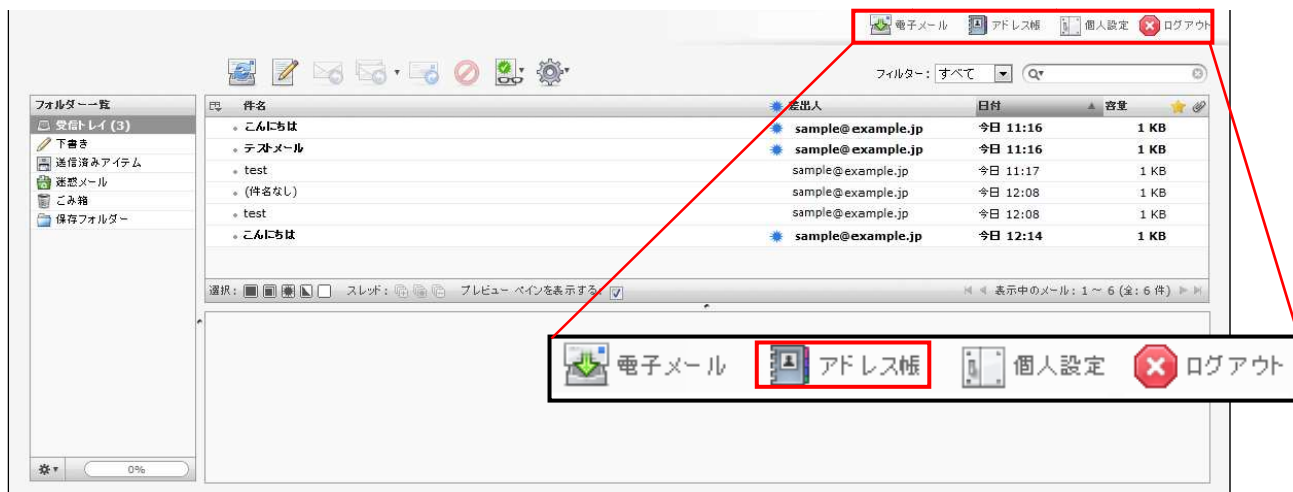 電子メール アドレス帳 個人設定 ログアウト
フィルター: すべて
フォルダー一覧
件名 差出人 日付 容量
受信トレイ (3)
下書き
送信済みアイテム
迷惑メール
ごみ箱
保存フォルダー
こんにちは sample@example.jp 今日 11:16 1 KB
テストメール sample@example.jp 今日 11:16 1 KB
test sample@example.jp 今日 11:17 1 KB
(件名なし) sample@example.jp 今日 12:08 1 KB
test sample@example.jp 今日 12:08 1 KB
こんにちは sample@example.jp 今日 12:14 1 KB
選択: スレッド: プレビュー ペインを表示する: 表示中のメール: 1 ~ 6 (全: 6 件)
電子メール アドレス帳 個人設定 ログアウト
0%